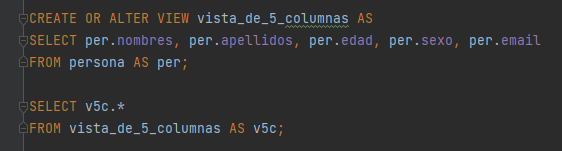 CREATE OR ALTER VIEW vista_de_5_columnas AS
SELECT per.nombres, per.apellidos, per.edad, per.sexo, per.email
FROM persona AS per;
SELECT v5c.*
FROM vista_de_5_columnas AS v5c;